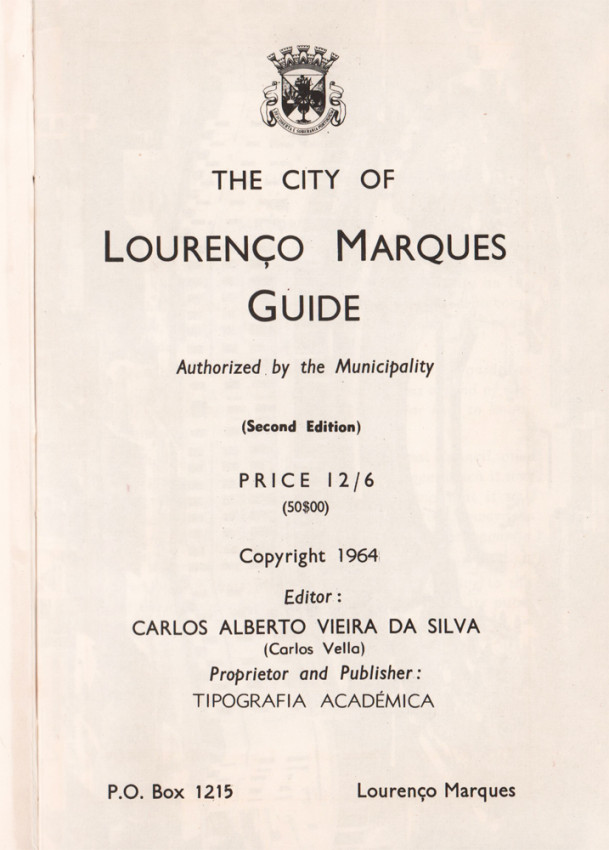 THE CITY OF
LOURENÇO MARQUES
GUIDE
Authorized by the Municipality
(Second Edition)
PRICE 12/6
(50$00)
Copyright 1964
Editor:
CARLOS ALBERTO VIEIRA DA SILVA
(Carlos Vella)
Proprietor and Publisher:
TIPOGRAFIA ACADÉMICA
P.O. Box 1215 Lourenço Marques